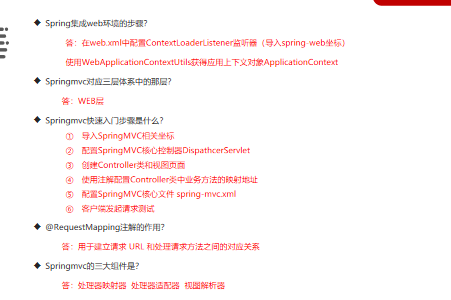 ◆ Spring集成web环境的步骤？
答：在web.xml中配置ContextLoaderListener监听器（导入spring-web坐标）
使用WebApplicationContextUtils获得应用上下文对象ApplicationContext
◆ Springmvc对应三层体系中的那层？
答：WEB层
◆ Springmvc快速入门步骤是什么？
① 导入SpringMVC相关坐标
② 配置SpringMVC核心控制器DispathcerServlet
③ 创建Controller类和视图页面
④ 使用注解配置Controller类中业务方法的映射地址
⑤ 配置SpringMVC核心文件 spring-mvc.xml
⑥ 客户端发起请求测试
◆ @RequestMapping注解的作用？
答：用于建立请求 URL 和处理请求方法之间的对应关系
◆ Springmvc的三大组件是？
答：处理器映射器 处理器适配器 视图解析器